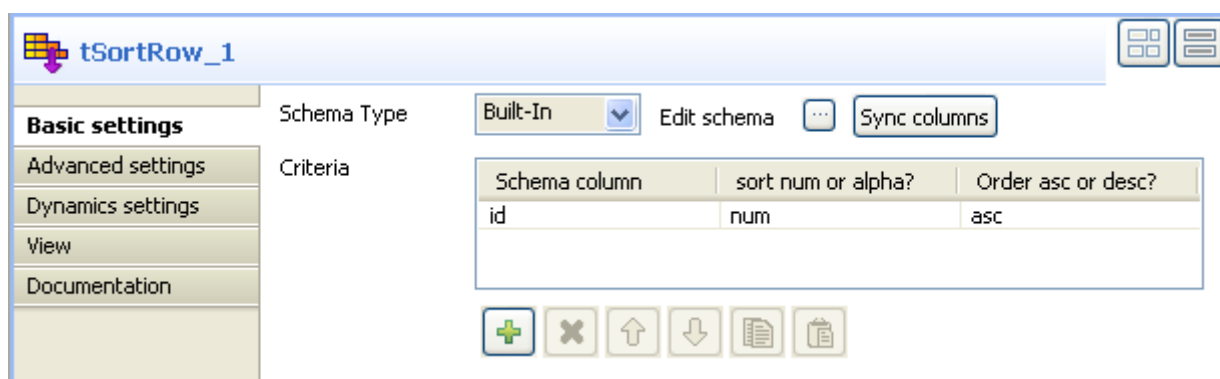 tSortRow_1
Basic settings
Advanced settings
Dynamics settings
View
Documentation
Schema Type Built-In Edit schema ... Sync columns
Criteria
Schema column sort num or alpha? Order asc or desc?
id num asc